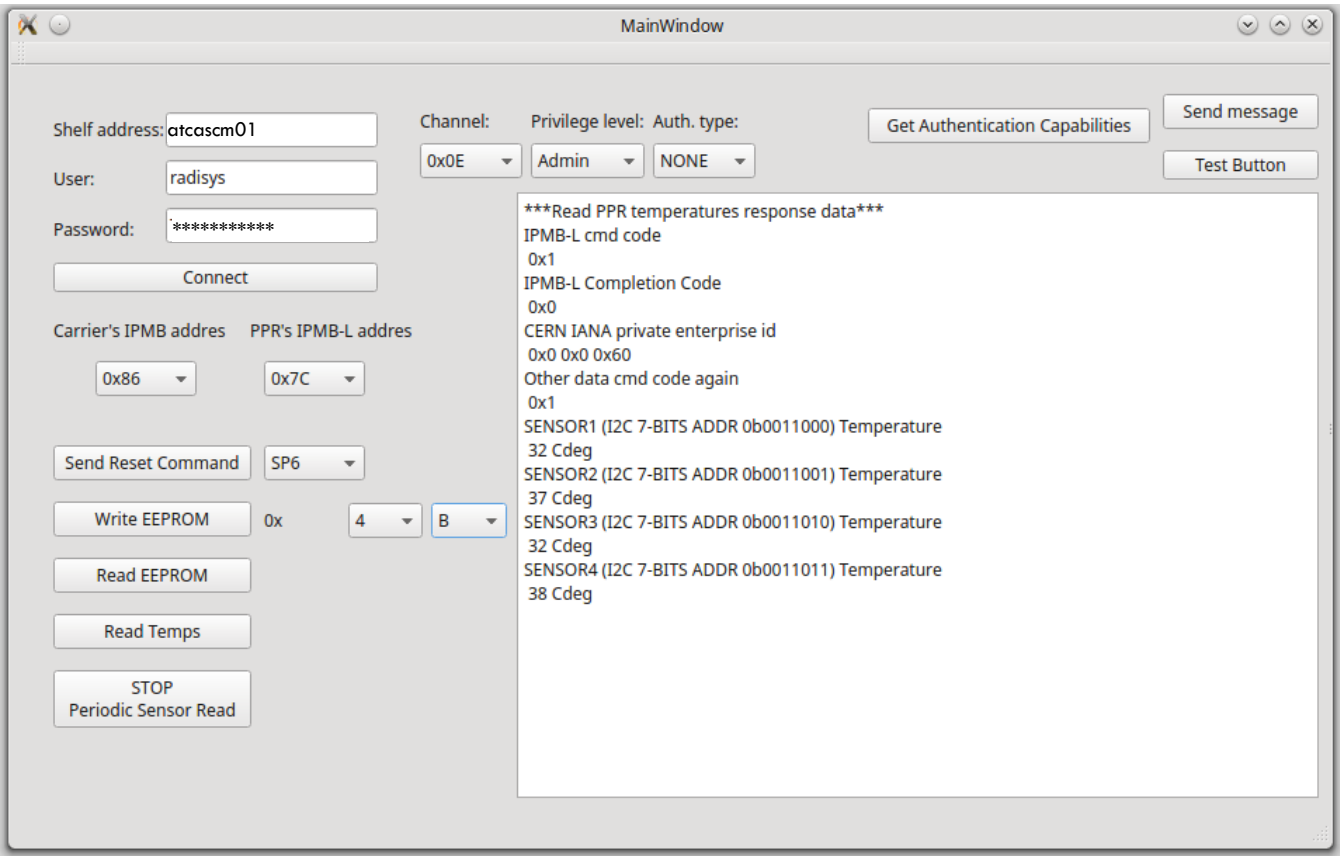 MainWindow
Shelf address: atcascm01
User: radisys
Password: ***********
Connect
Channel: Privilege level: Auth. type:
0x0E Admin NONE
Get Authentication Capabilities
Send message
Test Button
Carrier's IPMB addres PPR's IPMB-L addres
0x86 0x7C
Send Reset Command SP6
Write EEPROM 0x 4 B
Read EEPROM
Read Temps
STOP
Periodic Sensor Read
***Read PPR temperatures response data***
IPMB-L cmd code
0x1
IPMB-L Completion Code
0x0
CERN IANA private enterprise id
0x0 0x0 0x60
Other data cmd code again
0x1
SENSOR1 (I2C 7-BITS ADDR 0b0011000) Temperature
32 Cdeg
SENSOR2 (I2C 7-BITS ADDR 0b0011001) Temperature
37 Cdeg
SENSOR3 (I2C 7-BITS ADDR 0b0011010) Temperature
32 Cdeg
SENSOR4 (I2C 7-BITS ADDR 0b0011011) Temperature
38 Cdeg